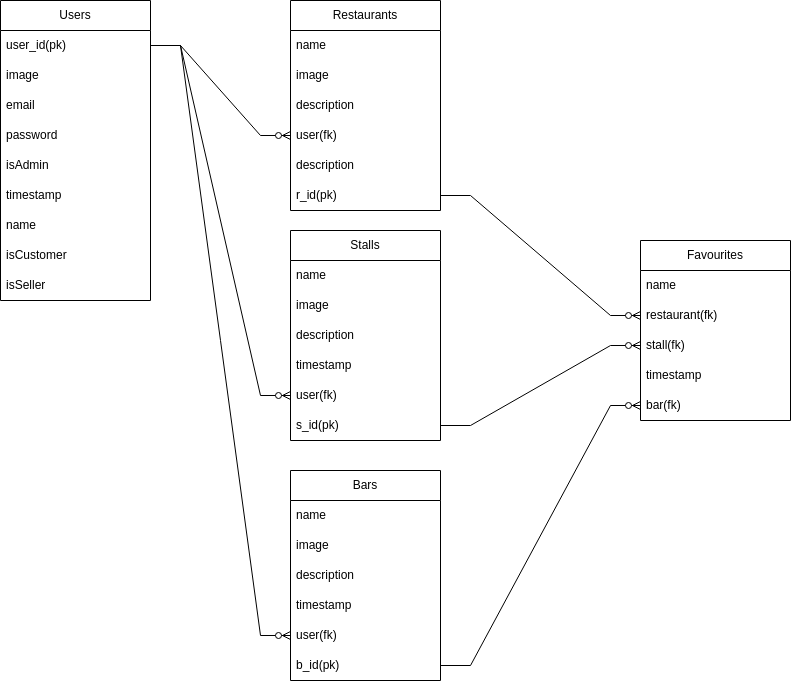 Users
user_id(pk)
image
email
password
isAdmin
timestamp
name
isCustomer
isSeller
Restaurants
name
image
description
user(fk)
description
r_id(pk)
Stalls
name
image
description
timestamp
user(fk)
s_id(pk)
Bars
name
image
description
timestamp
user(fk)
b_id(pk)
Favourites
name
restaurant(fk)
stall(fk)
timestamp
bar(fk)